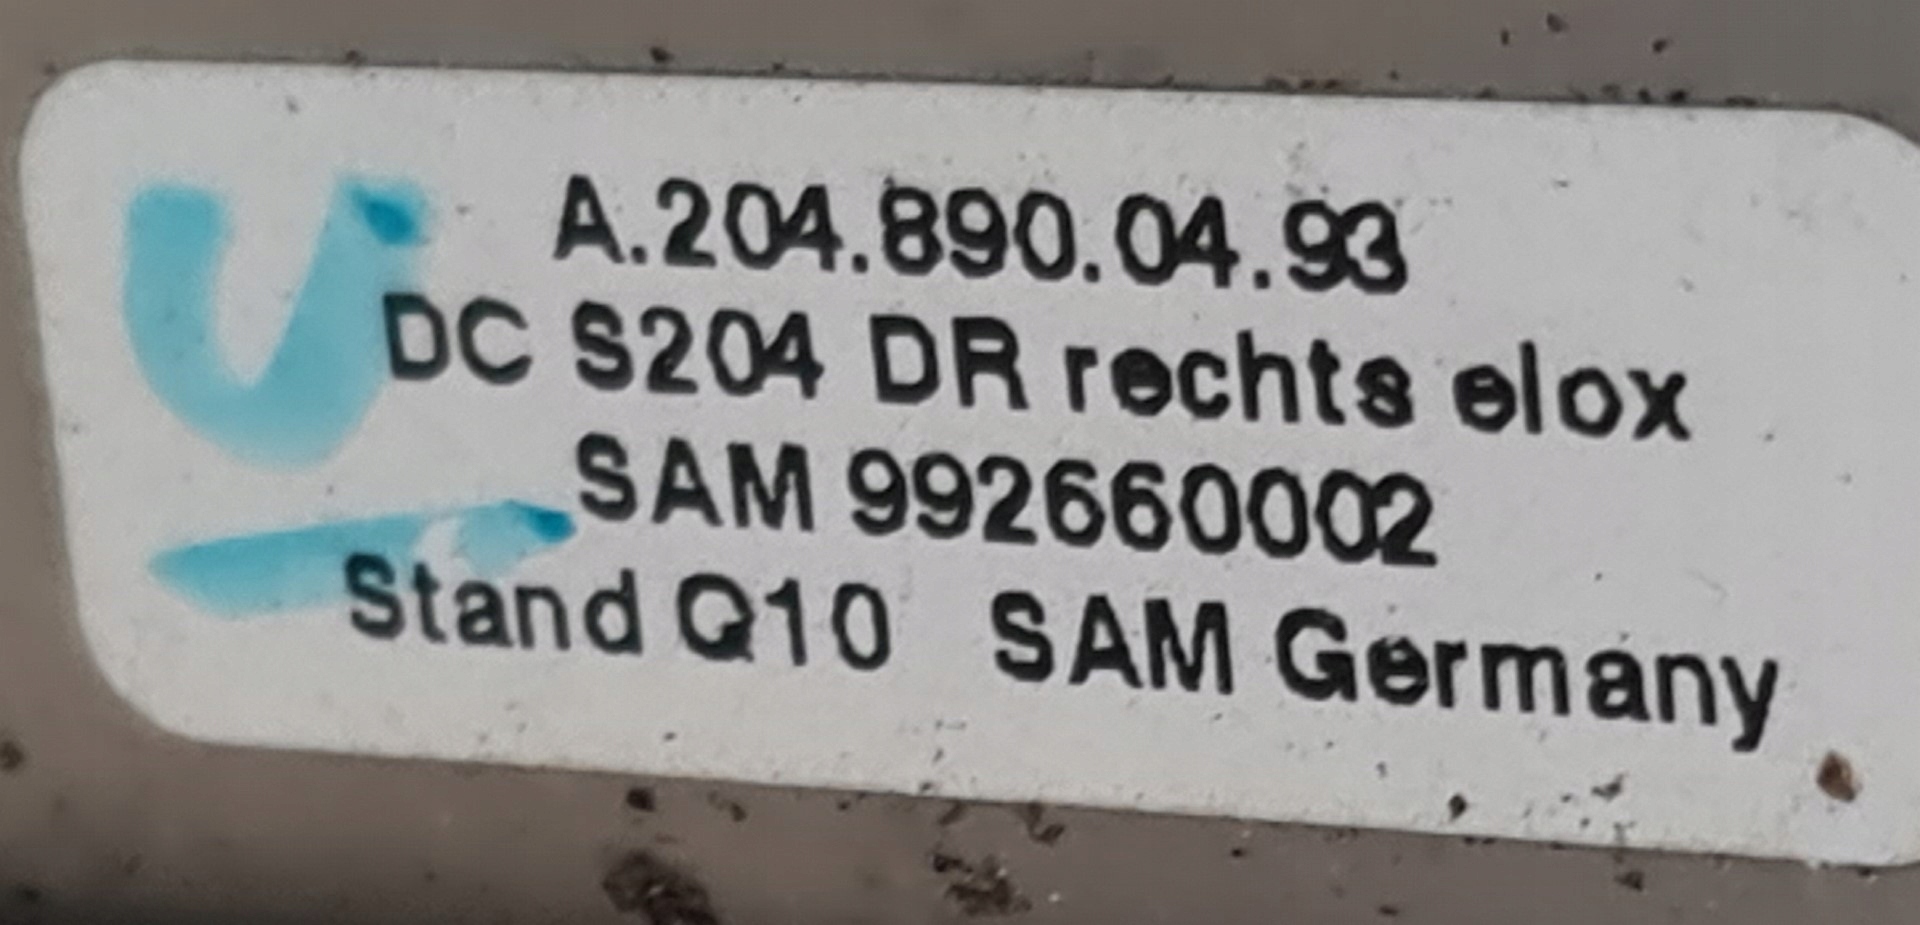 A.204.890.04.93
DC S204 DR rechts elox
SAM 992660002
Stand Q10 SAM Germany